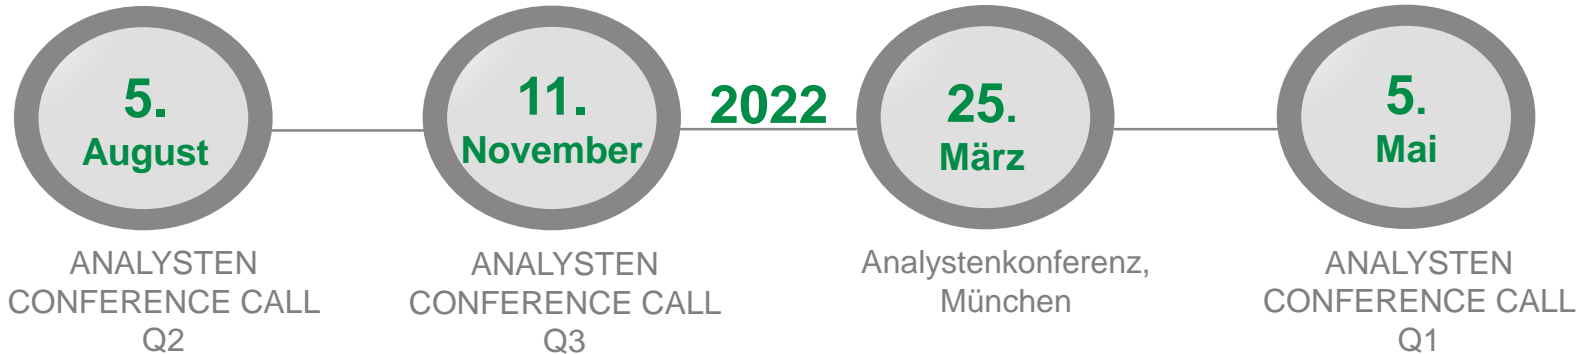 5.
August
ANALYSTEN
CONFERENCE CALL
Q2
11.
November
ANALYSTEN
CONFERENCE CALL
Q3
2022
25.
März
Analystenkonferenz,
München
5.
Mai
ANALYSTEN
CONFERENCE CALL
Q1